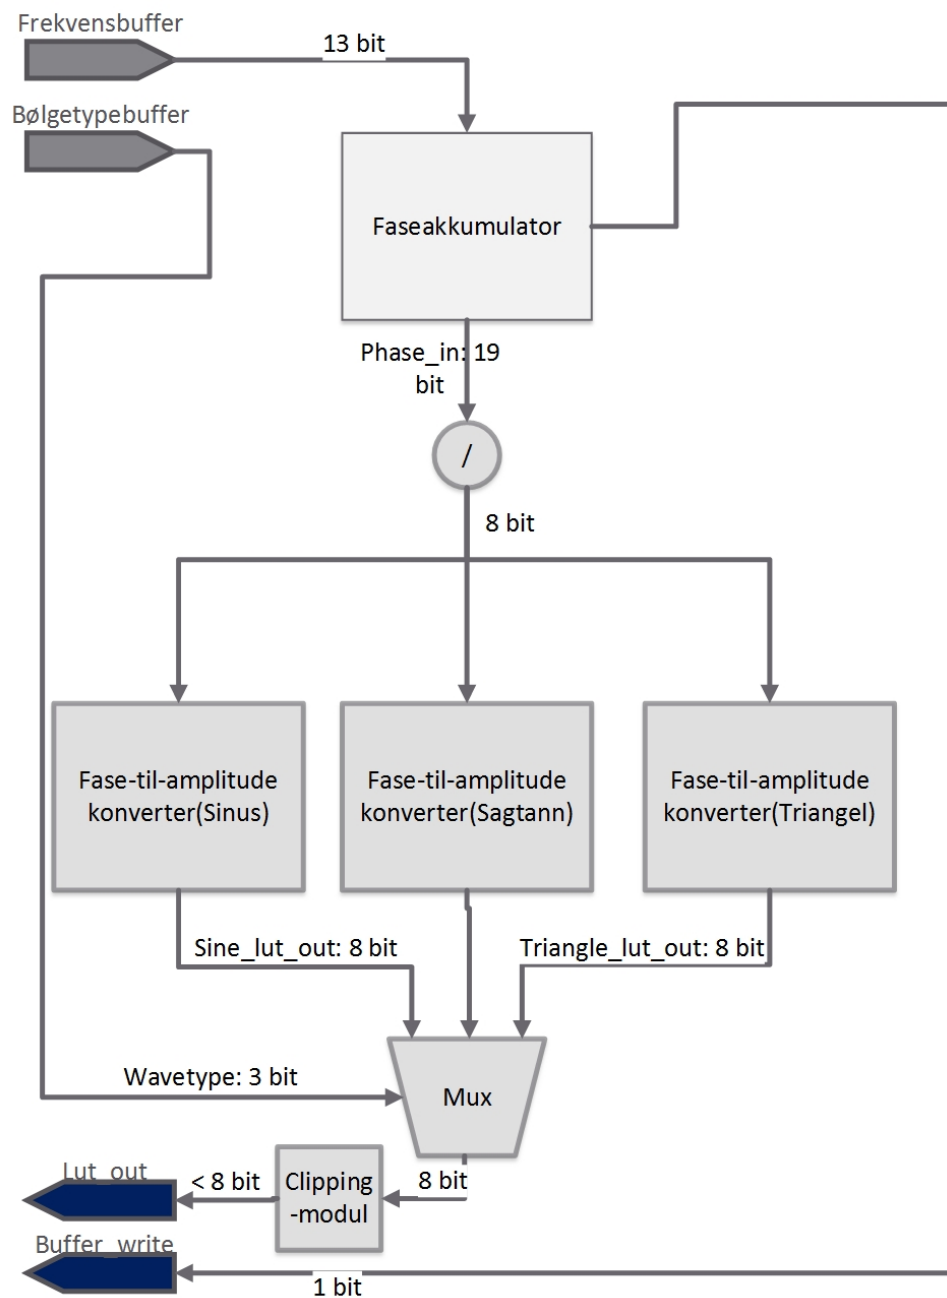 Frekvensbuffer
13 bit
Bølgetypebuffer
Faseakkumulator
Phase_in: 19
bit
/
8 bit
Fase-til-amplitude
konverter(Sinus)
Fase-til-amplitude
konverter(Sagtann)
Fase-til-amplitude
konverter(Triangel)
Sine_lut_out: 8 bit
Triangle_lut_out: 8 bit
Wavetype: 3 bit
Mux
Lut_out
< 8 bit
Clipping
-modul
8 bit
Buffer_write
1 bit